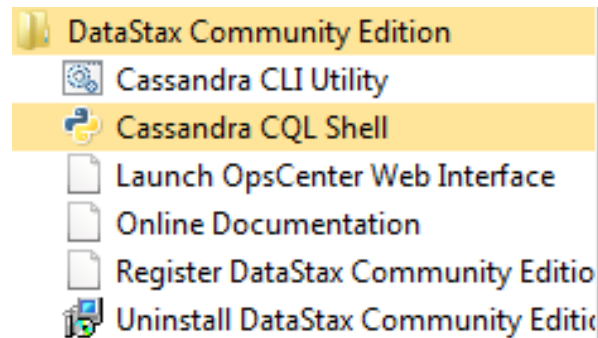 DataStax Community Edition
Cassandra CLI Utility
Cassandra CQL Shell
Launch OpsCenter Web Interface
Online Documentation
Register DataStax Community Editio
Uninstall DataStax Community Editi